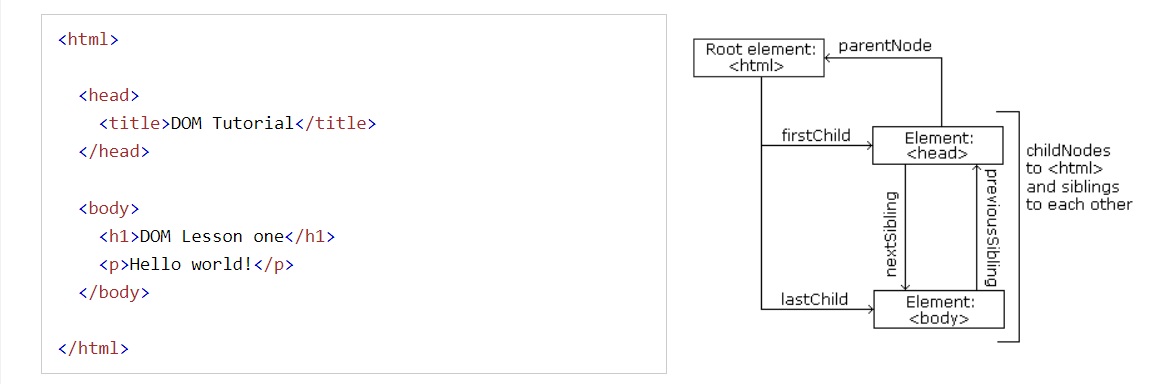 <html>
<head>
<title>DOM Tutorial</title>
</head>
<body>
<h1>DOM Lesson one</h1>
<p>Hello world!</p>
</body>
</html>
Root element:
<html>
parentNode
firstChild
Element:
<head>
nextSibling
previousSibling
lastChild
Element:
<body>
childNodes
to <html>
and siblings
to each other